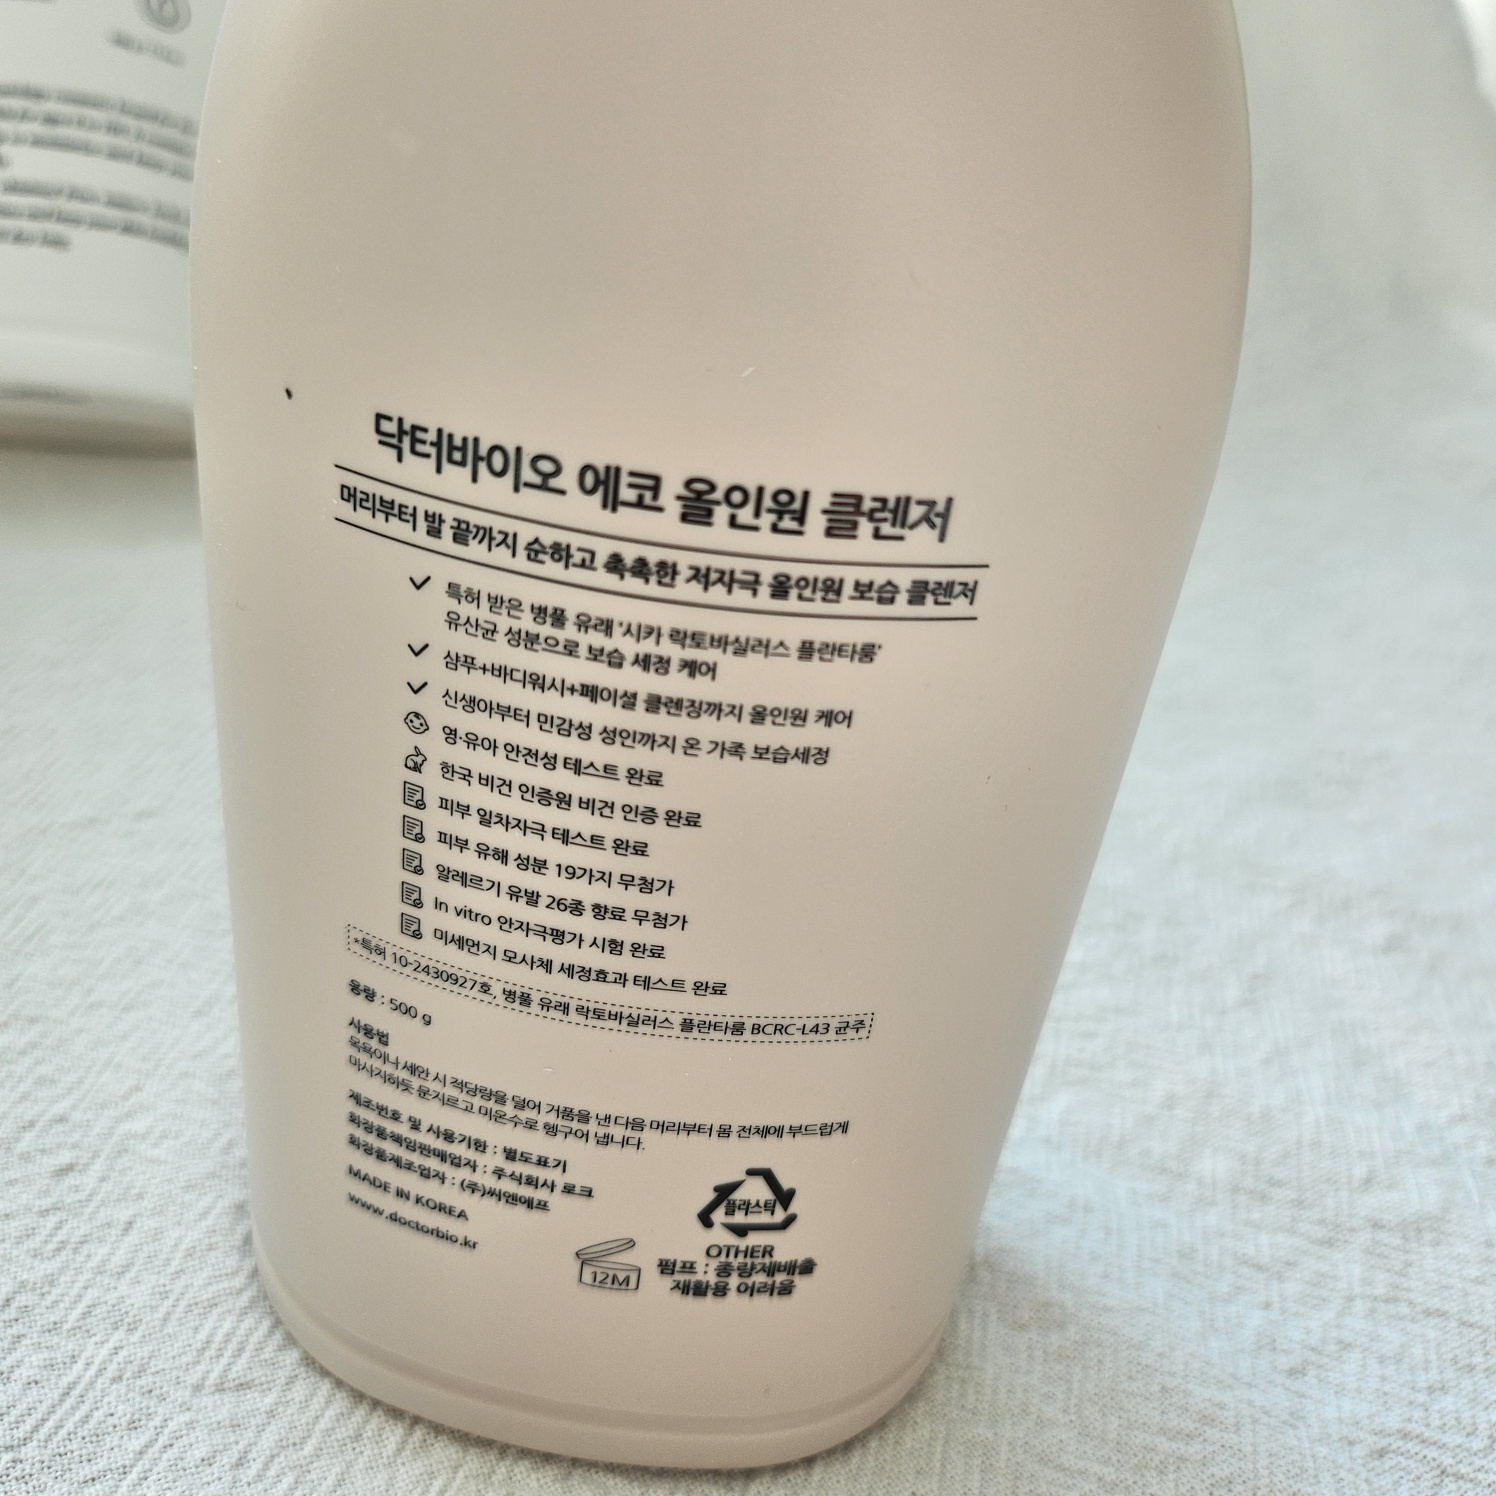 닥터바이오 에코 올인원 클렌저
머리부터 발 끝까지 순하고 촉촉한 저자극 올인원 보습 클렌저
특허 받은 병풀 유래 '시카 락토바실러스 플란타룸'
유산균 성분으로 보습 세정 케어
샴푸+바디워시+페이셜 클렌징까지 올인원 케어
신생아부터 민감성 성인까지 온 가족 보습세정
영·유아 안전성 테스트 완료
한국 비건 인증원 비건 인증 완료
피부 일차자극 테스트 완료
피부 유해 성분 19가지 무첨가
알레르기 유발 26종 향료 무첨가
In vitro 안자극평가 시험 완료
미세먼지 모사체 세정효과 테스트 완료
*특허 10-2430927호, 병풀 유래 락토바실러스 플란타룸 BCRC-L43 균주
용량 : 500 g
사용법
목욕이나 세안 시 적당량을 덜어 거품을 낸 다음 머리부터 몸 전체에 부드럽게
마사지하듯 문지르고 미온수로 헹구어 냅니다.
제조번호 및 사용기한 : 별도표기
화장품책임판매업자 : 주식회사 로크
화장품제조업자 : (주)씨엔에프
MADE IN KOREA
www.doctorbio.kr
12M
플라스틱
OTHER
펌프 : 종량제배출
재활용 어려움